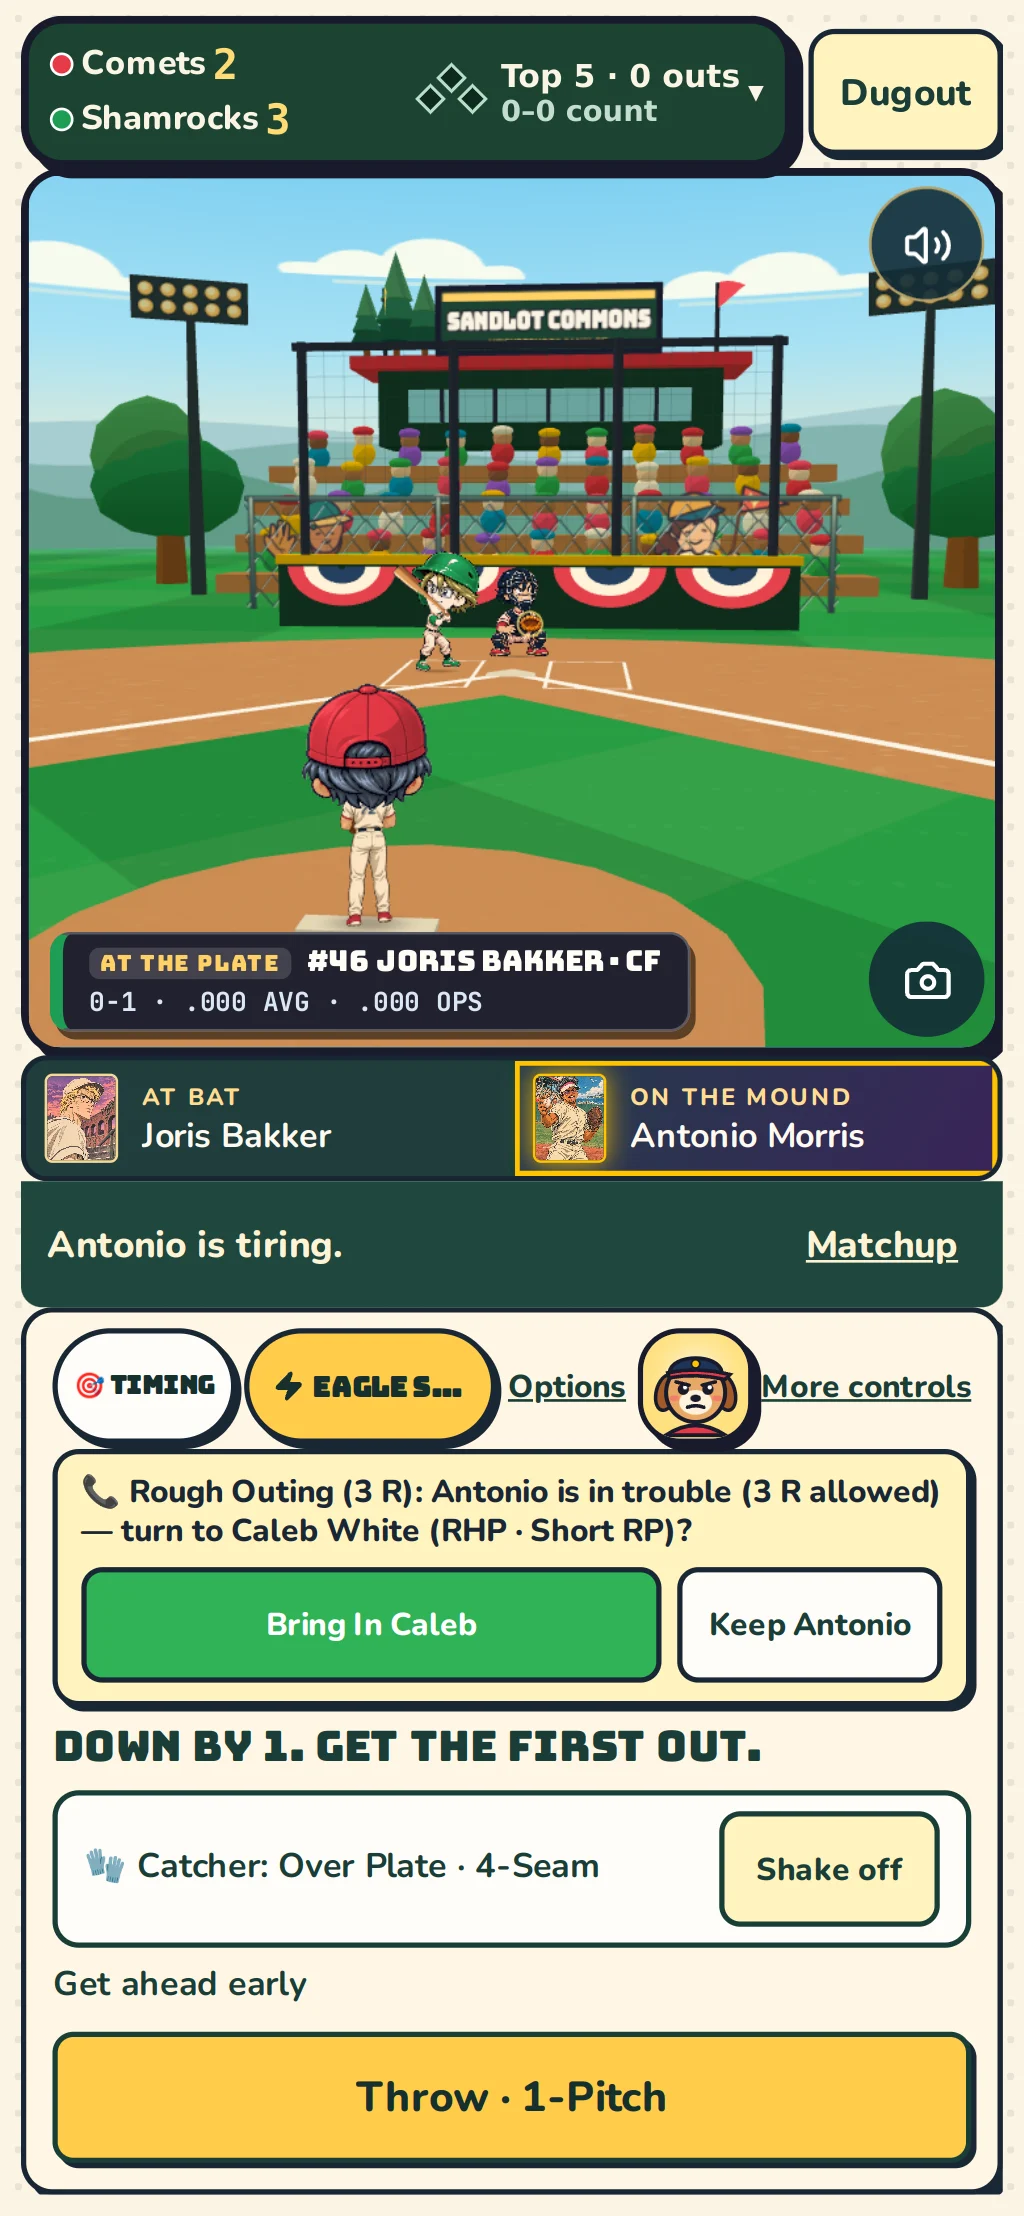 Comets 2
Shamrocks 3
Top 5 · 0 outs ▼
0-0 count
Dugout
SANDLOT COMMONS
AT THE PLATE #46 JORIS BAKKER · CF
0-1 · .000 AVG · .000 OPS
AT BAT
Joris Bakker
ON THE MOUND
Antonio Morris
Antonio is tiring.
Matchup
TIMING
EAGLE S...
Options
More controls
Rough Outing (3 R): Antonio is in trouble (3 R allowed)
— turn to Caleb White (RHP · Short RP)?
Bring In Caleb
Keep Antonio
DOWN BY 1. GET THE FIRST OUT.
Catcher: Over Plate · 4-Seam
Shake off
Get ahead early
Throw · 1-Pitch